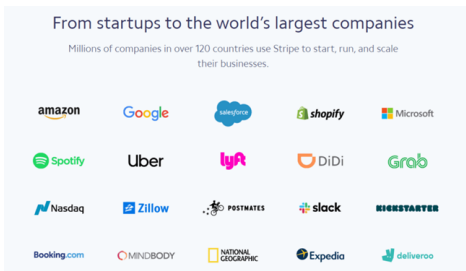 From startups to the world's largest companies
Millions of companies in over 120 countries use Stripe to start, run, and scale
their businesses.
amazon Google salesforce shopify Microsoft
Spotify Uber lyft DiDi Grab
Nasdaq Zillow POSTMATES slack KICKSTARTER
Booking.com MINDBODY NATIONAL GEOGRAPHIC Expedia deliveroo